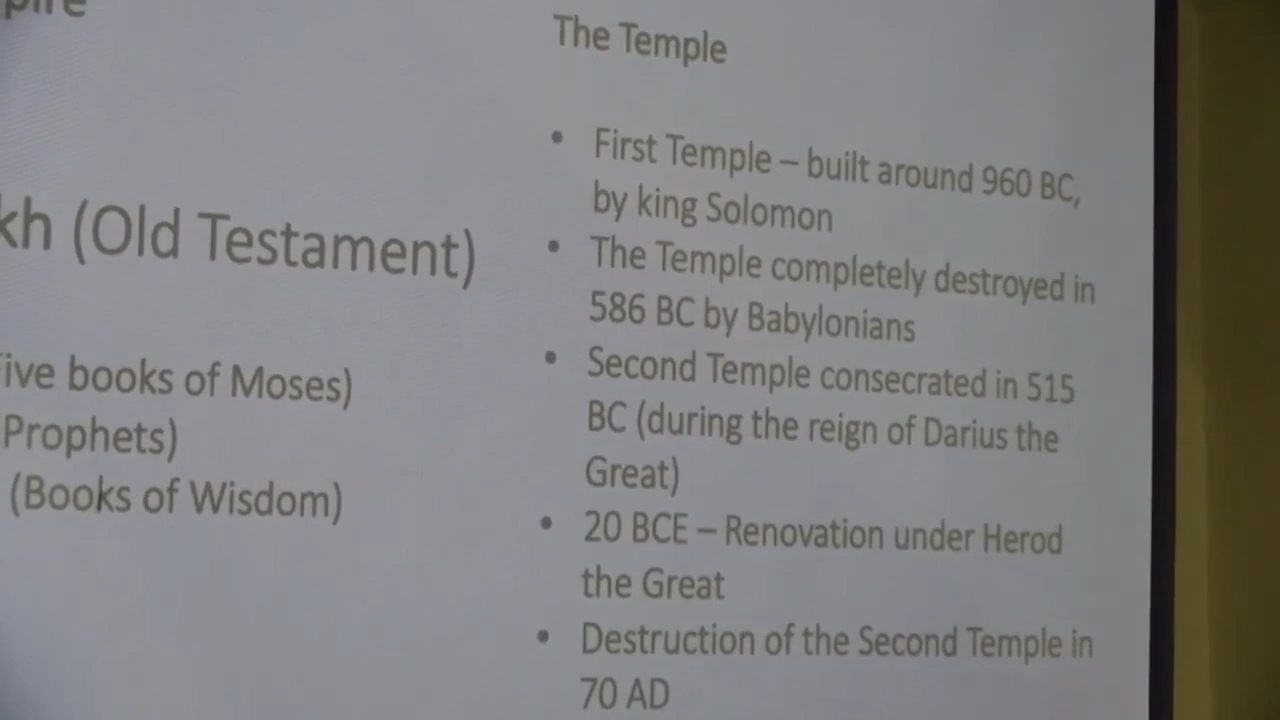 kh (Old Testament)
ive books of Moses)
Prophets)
(Books of Wisdom)
The Temple
• First Temple – built around 960 BC,
by king Solomon
• The Temple completely destroyed in
586 BC by Babylonians
• Second Temple consecrated in 515
BC (during the reign of Darius the
Great)
• 20 BCE – Renovation under Herod
the Great
• Destruction of the Second Temple in
70 AD